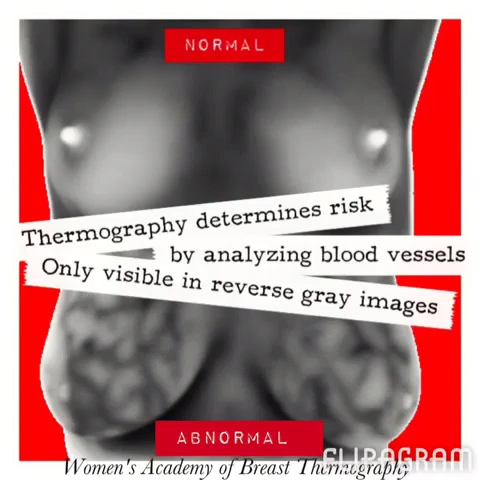 NORMAL
Thermography determines risk
by analyzing blood vessels
Only visible in reverse gray images
ABNORMAL
FLIPAGRAM
Women's Academy of Breast Thermography